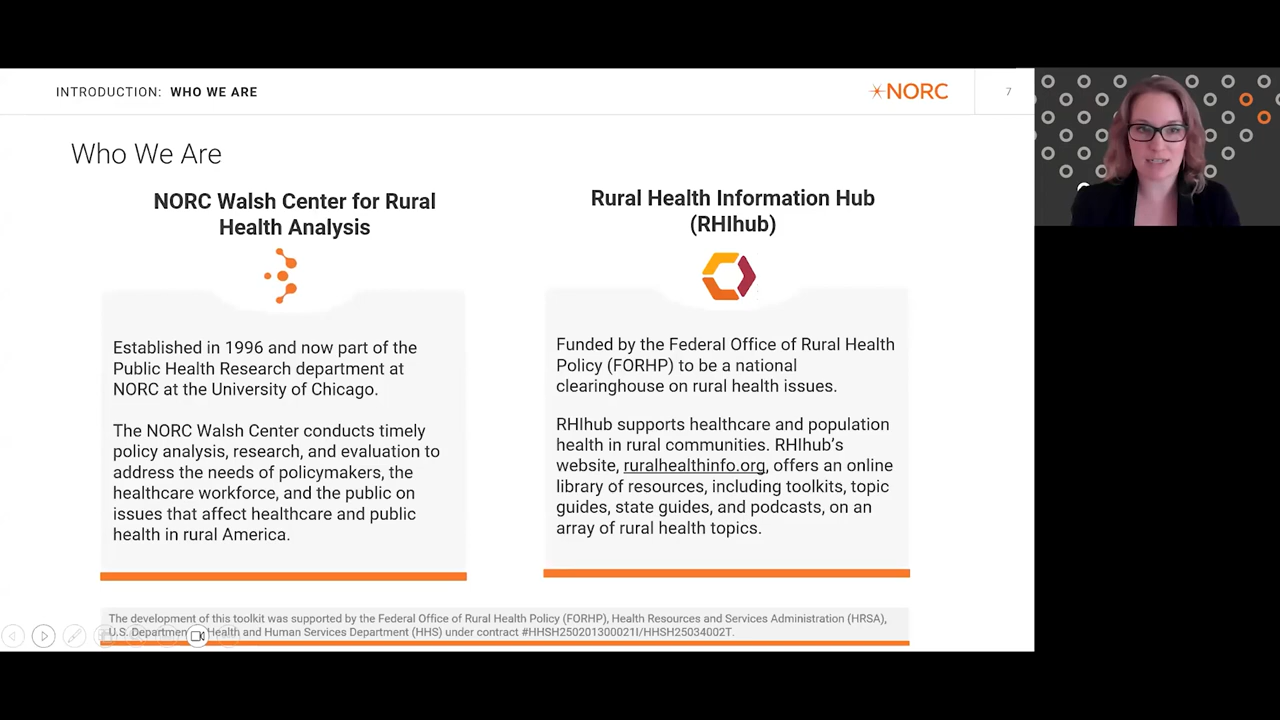 INTRODUCTION: WHO WE ARE
NORC
7
Who We Are
NORC Walsh Center for Rural
Health Analysis
Established in 1996 and now part of the
Public Health Research department at
NORC at the University of Chicago.
The NORC Walsh Center conducts timely
policy analysis, research, and evaluation to
address the needs of policymakers, the
healthcare workforce, and the public on
issues that affect healthcare and public
health in rural America.
Rural Health Information Hub
(RHIhub)
Funded by the Federal Office of Rural Health
Policy (FORHP) to be a national
clearinghouse on rural health issues.
RHIhub supports healthcare and population
health in rural communities. RHIhub’s
website, ruralhealthinfo.org, offers an online
library of resources, including toolkits, topic
guides, state guides, and podcasts, on an
array of rural health topics.
The development of this toolkit was supported by the Federal Office of Rural Health Policy (FORHP), Health Resources and Services Administration (HRSA),
U.S. Health and Human Services Department (HHS) under contract #HHSH250201300021I/HHSH25034002T.